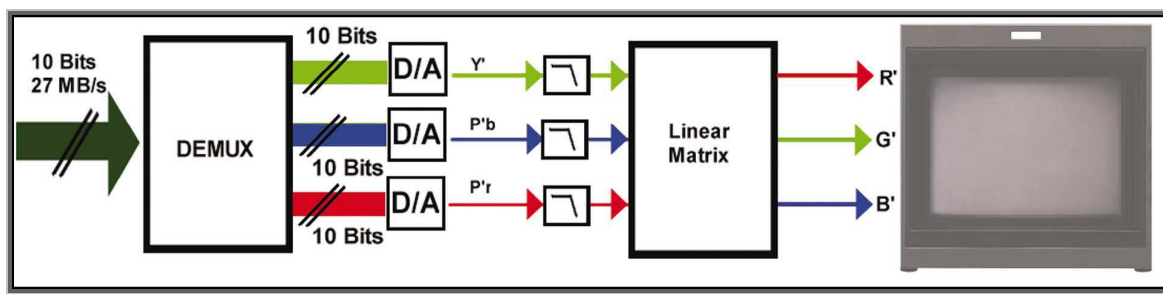 10 Bits
27 MB/s
DEMUX
10 Bits
D/A
Y'
10 Bits
D/A
P'b
10 Bits
D/A
P'r
Linear
Matrix
R'
G'
B'